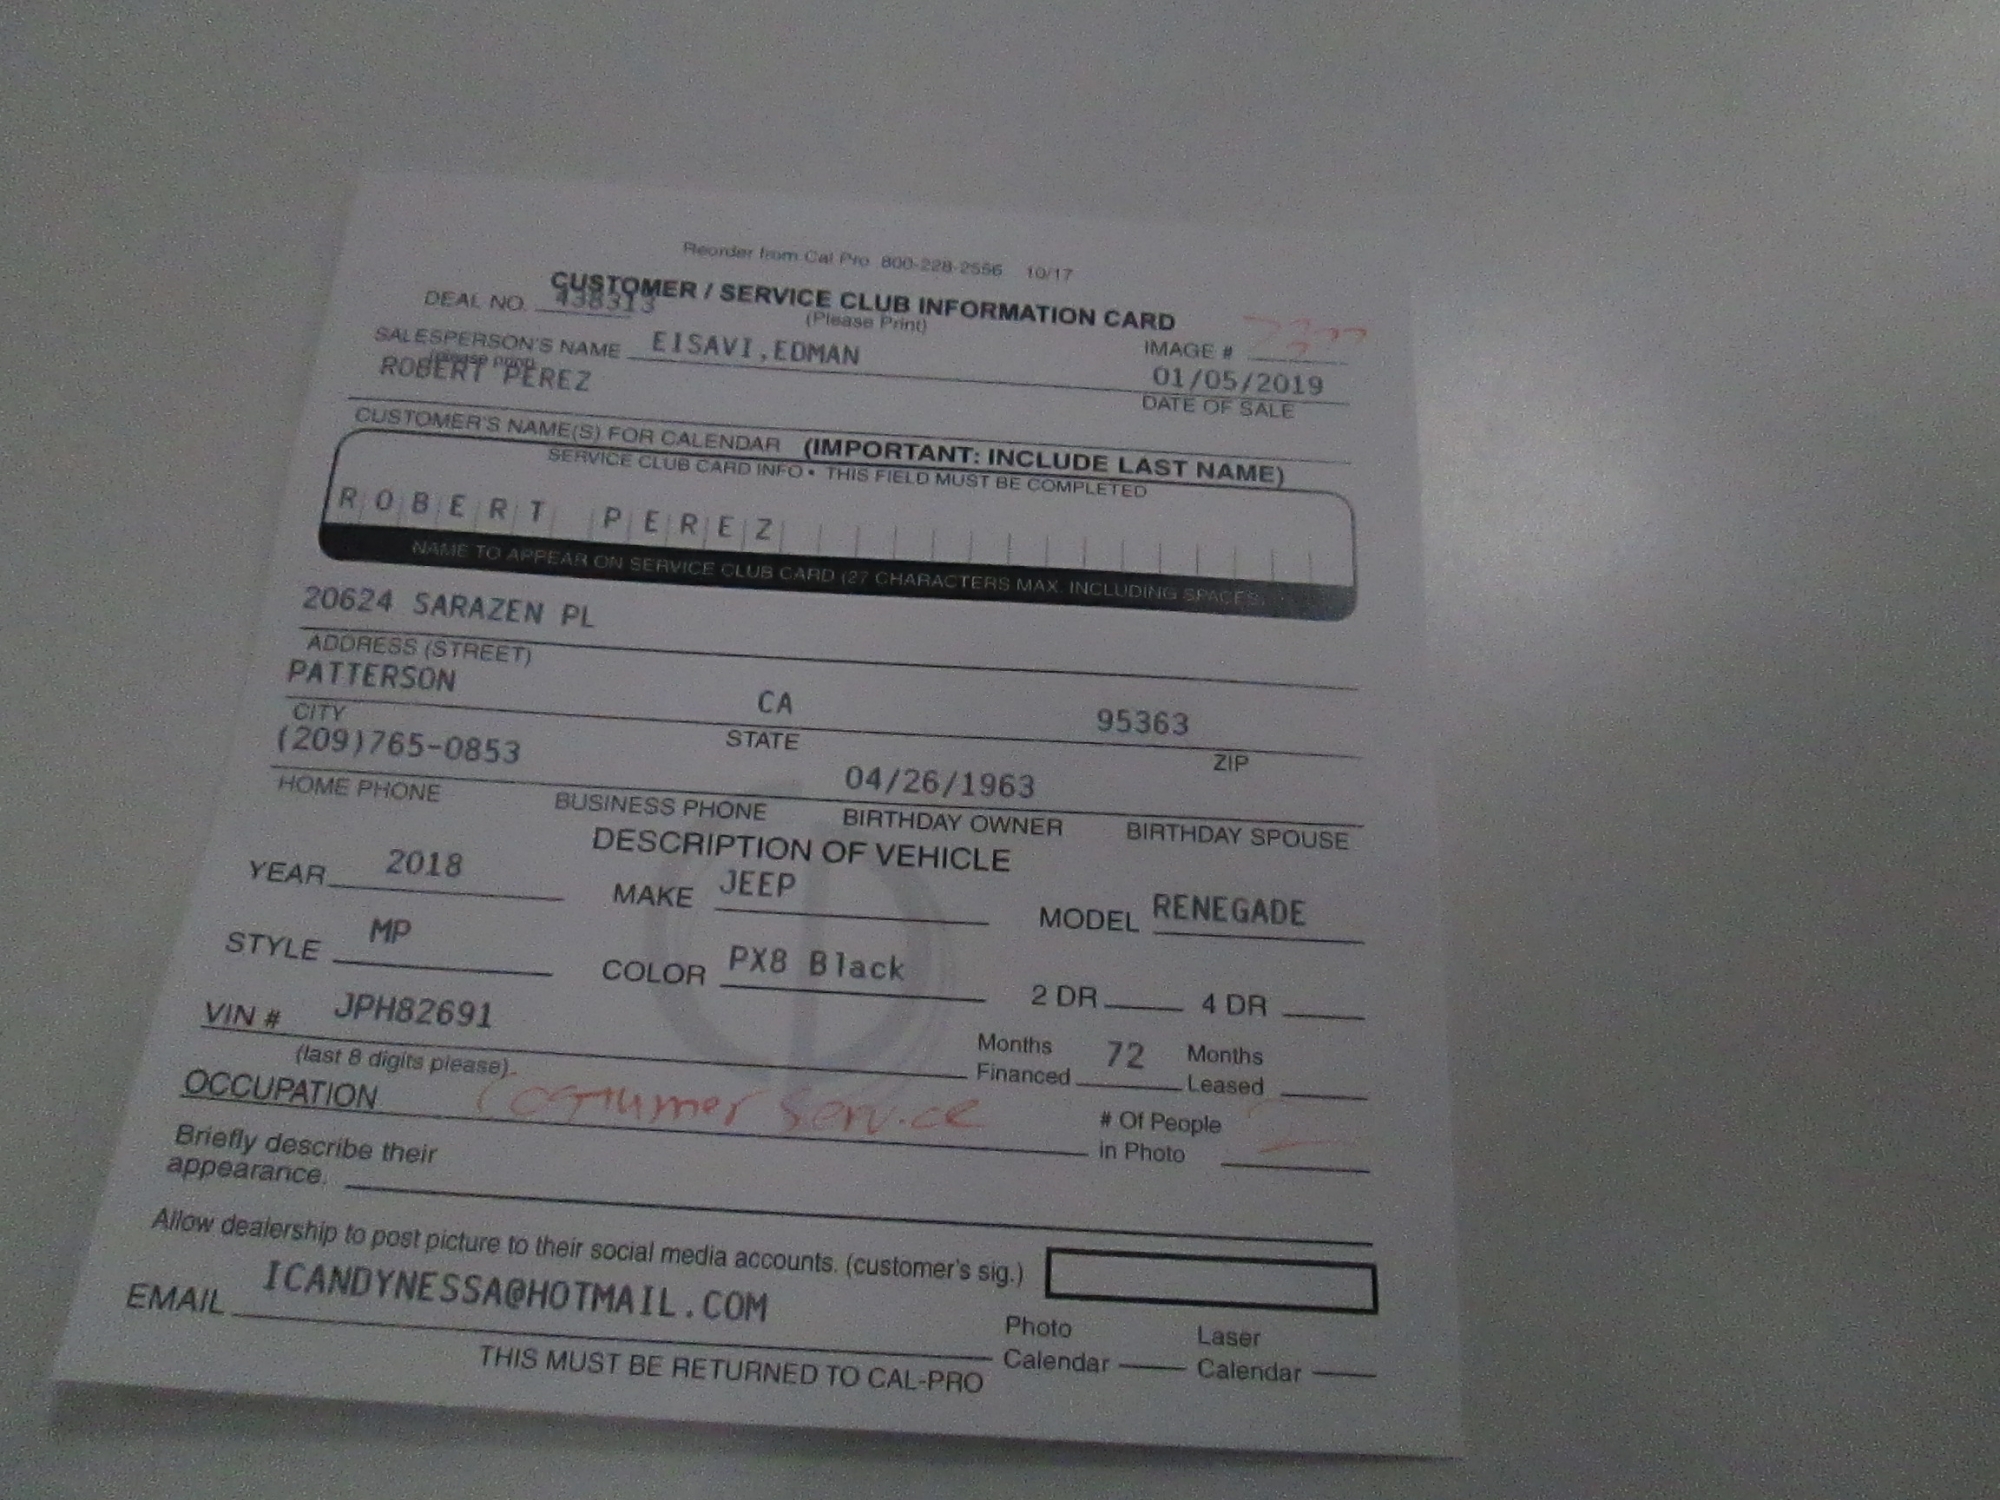 Reorder from Cal Pro 800-228-2556 10/17
CUSTOMER / SERVICE CLUB INFORMATION CARD
DEAL NO. 438313
(Please Print)
SALESPERSON'S NAME EISAVI,EDMAN IMAGE #
(please print)
ROBERT PEREZ 01/05/2019
DATE OF SALE
CUSTOMER'S NAME(S) FOR CALENDAR (IMPORTANT: INCLUDE LAST NAME)
SERVICE CLUB CARD INFO • THIS FIELD MUST BE COMPLETED
ROBERT PEREZ
NAME TO APPEAR ON SERVICE CLUB CARD (27 CHARACTERS MAX. INCLUDING SPACES)
20624 SARAZEN PL
ADDRESS (STREET)
PATTERSON CA 95363
CITY STATE ZIP
(209)765-0853 04/26/1963
HOME PHONE BUSINESS PHONE BIRTHDAY OWNER BIRTHDAY SPOUSE
DESCRIPTION OF VEHICLE
YEAR 2018 MAKE JEEP MODEL RENEGADE
STYLE MP COLOR PX8 Black 2 DR 4 DR
VIN # JPH82691
(last 8 digits please)
Months Financed 72 Months Leased
OCCUPATION Costumer Service # Of People in Photo
Briefly describe their
appearance.
Allow dealership to post picture to their social media accounts. (customer's sig.)
EMAIL ICANDYNESSA@HOTMAIL.COM
Photo Calendar Laser Calendar
THIS MUST BE RETURNED TO CAL-PRO